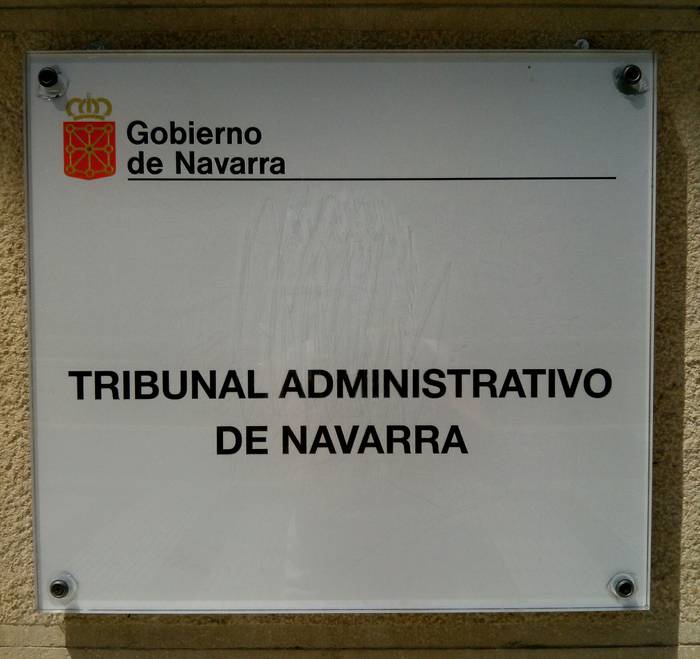 Gobierno
de Navarra
TRIBUNAL ADMINISTRATIVO
DE NAVARRA